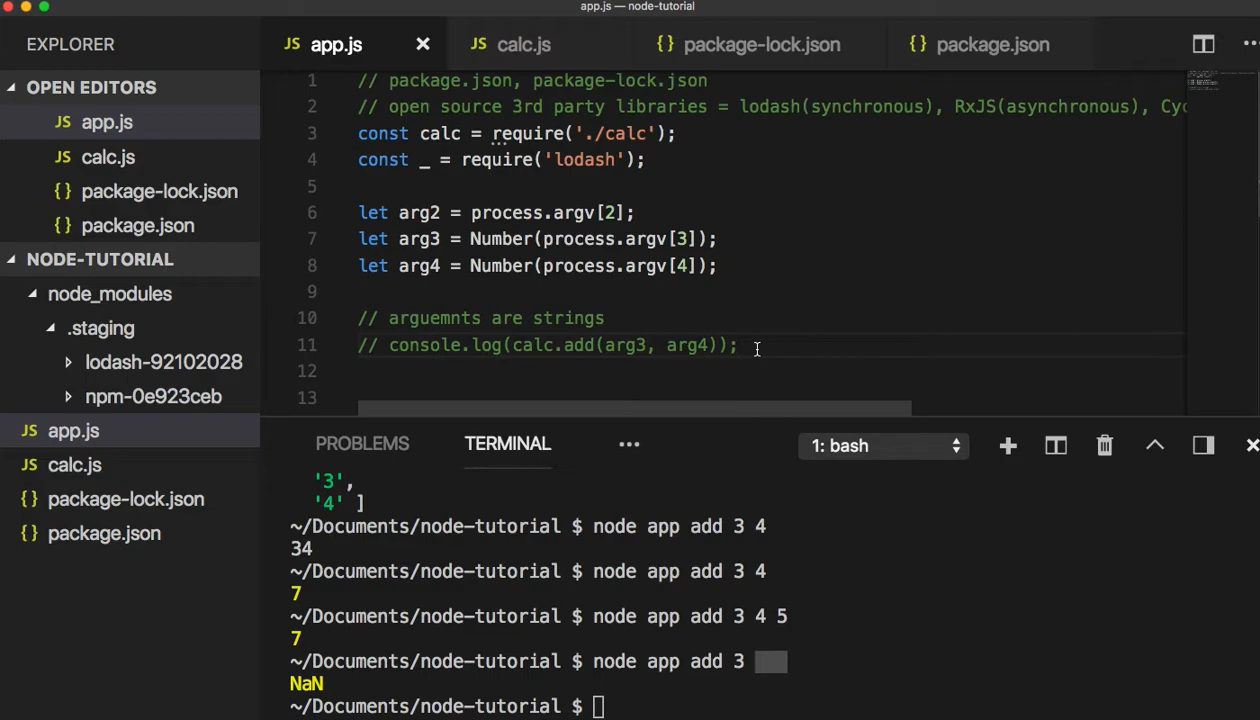 app.js — node-tutorial
EXPLORER
OPEN EDITORS
JS app.js
JS calc.js
{} package-lock.json
{} package.json
NODE-TUTORIAL
node_modules
.staging
lodash-92102028
npm-0e923ceb
JS app.js
JS calc.js
{} package-lock.json
{} package.json
JS app.js
JS calc.js
{} package-lock.json
{} package.json
1 // package.json, package-lock.json
2 // open source 3rd party libraries = lodash(synchronous), RxJS(asynchronous), Cyc
3 const calc = require('./calc');
4 const _ = require('lodash');
5
6 let arg2 = process.argv[2];
7 let arg3 = Number(process.argv[3]);
8 let arg4 = Number(process.argv[4]);
9
10 // arguemnts are strings
11 // console.log(calc.add(arg3, arg4));
12
13
PROBLEMS TERMINAL ••• 1: bash
'3',
'4' ]
~/Documents/node-tutorial $ node app add 3 4
34
~/Documents/node-tutorial $ node app add 3 4
7
~/Documents/node-tutorial $ node app add 3 4 5
7
~/Documents/node-tutorial $ node app add 3
NaN
~/Documents/node-tutorial $